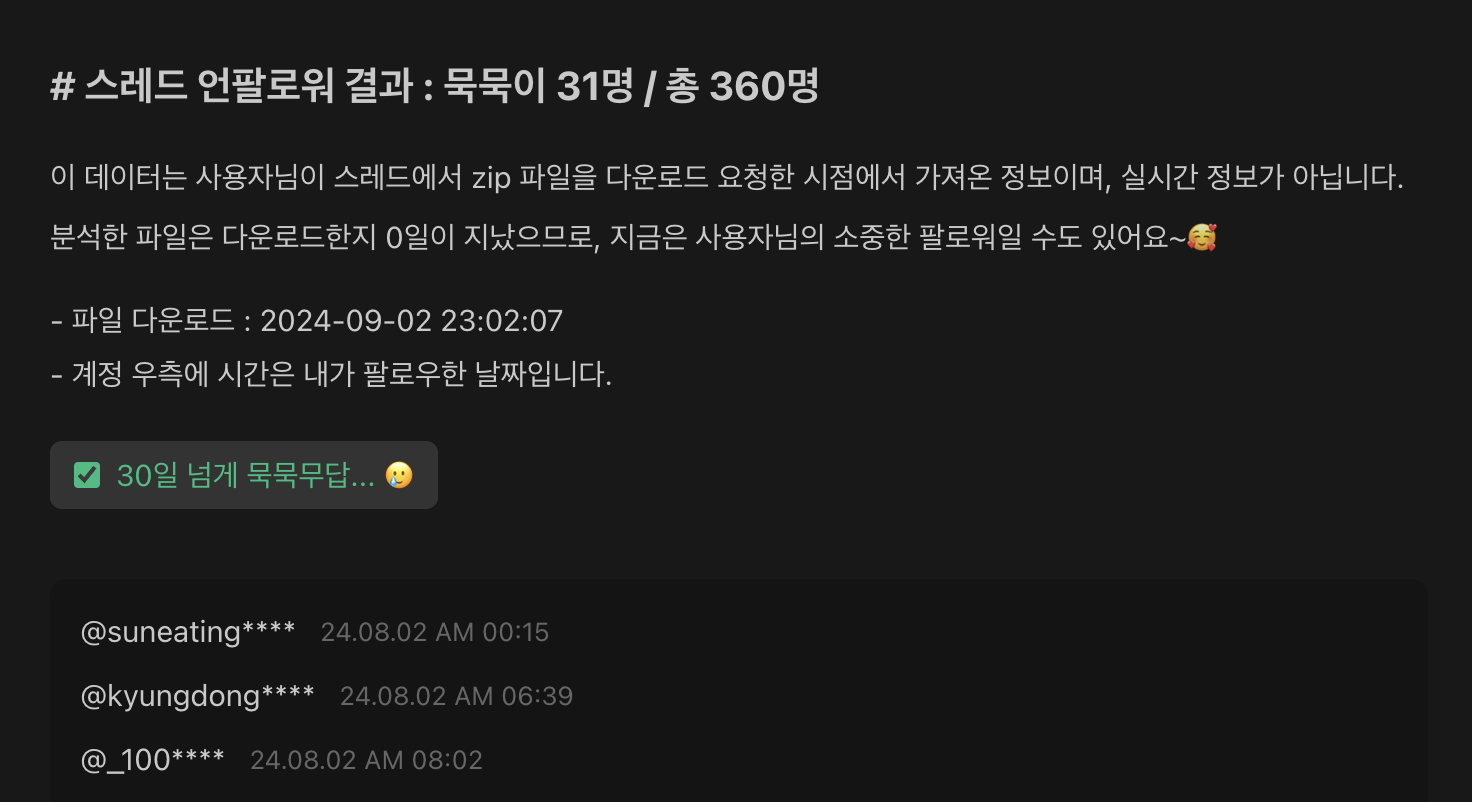 # 스레드 언팔로워 결과 : 묵묵이 31명 / 총 360명
이 데이터는 사용자님이 스레드에서 zip 파일을 다운로드 요청한 시점에서 가져온 정보이며, 실시간 정보가 아닙니다.
분석한 파일은 다운로드한지 0일이 지났으므로, 지금은 사용자님의 소중한 팔로워일 수도 있어요~🥰
- 파일 다운로드 : 2024-09-02 23:02:07
- 계정 우측에 시간은 내가 팔로우한 날짜입니다.
✅ 30일 넘게 묵묵무답... 🥲
@suneating**** 24.08.02 AM 00:15
@kyungdong**** 24.08.02 AM 06:39
@_100**** 24.08.02 AM 08:02